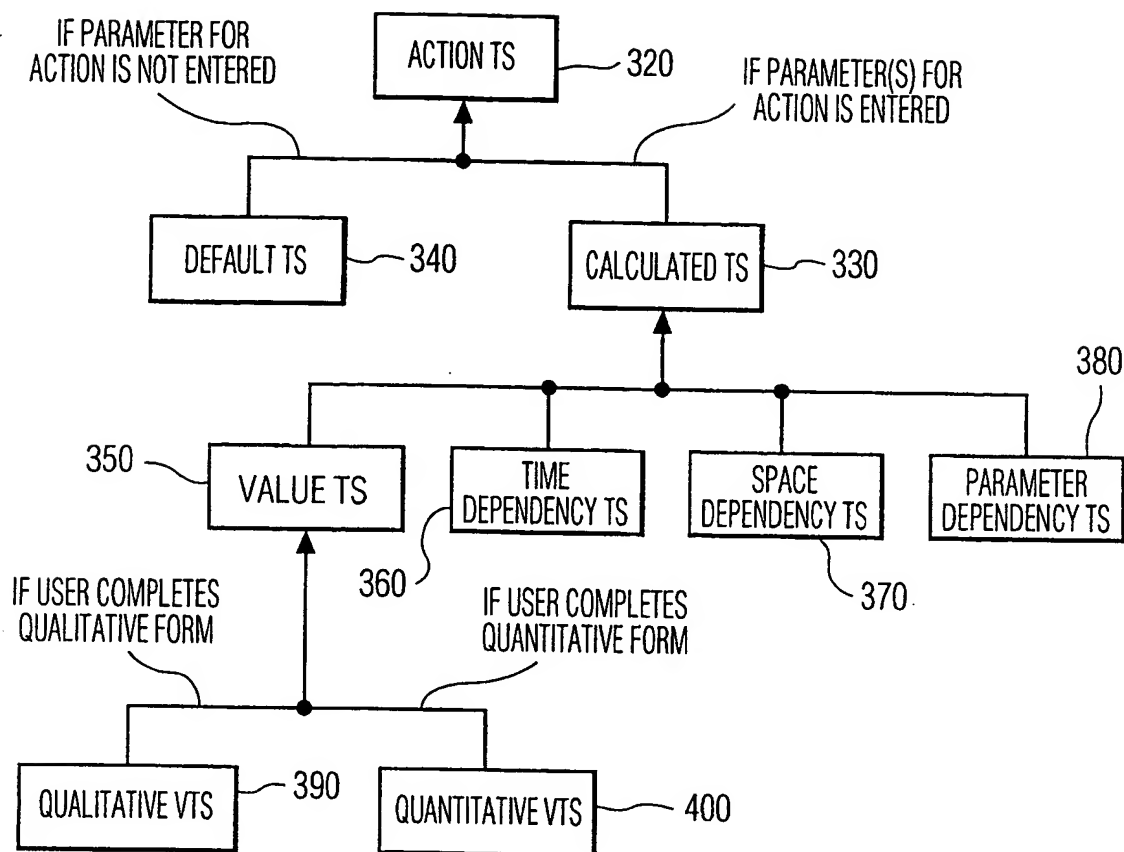 IF PARAMETER FOR
ACTION IS NOT ENTERED
ACTION TS
320
IF PARAMETER(S) FOR
ACTION IS ENTERED
DEFAULT TS
340
CALCULATED TS
330
380
350
VALUE TS
TIME
DEPENDENCY TS
SPACE
DEPENDENCY TS
PARAMETER
DEPENDENCY TS
360
370
IF USER COMPLETES
QUALITATIVE FORM
IF USER COMPLETES
QUANTITATIVE FORM
QUALITATIVE VTS
390
QUANTITATIVE VTS
400